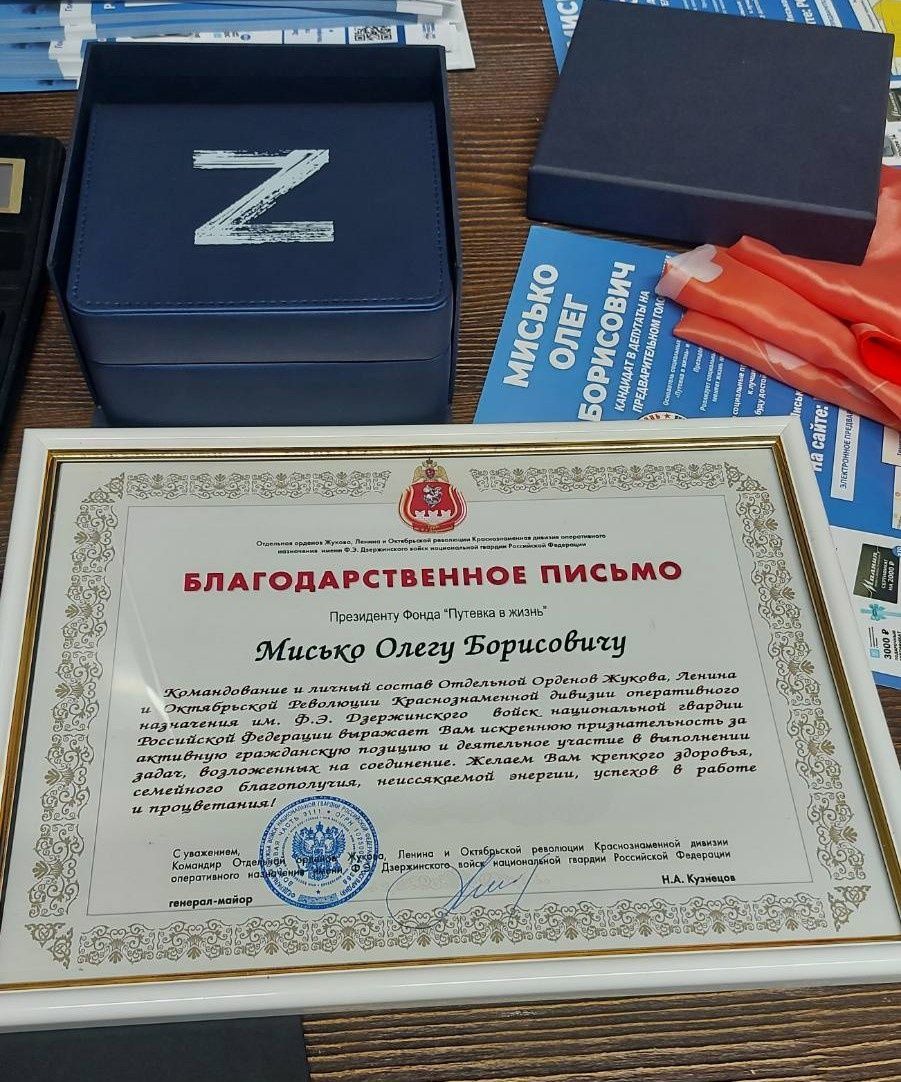 Z
МИСЬКО
ОЛЕГ
БОРИСОВИЧ
КАНДИДАТ В ДЕПУТАТЫ НА
ПРЕДВАРИТЕЛЬНОМ
на сайте:
3000 ₽
Отдельная орденов Жукова, Ленина и Октябрьской революции Краснознаменная дивизия оперативного
назначения имени Ф.Э. Дзержинского войск национальной гвардии Российской Федерации
БЛАГОДАРСТВЕННОЕ ПИСЬМО
Президенту Фонда "Путевка в жизнь"
Мисько Олегу Борисовичу
Командование и личный состав Отдельной Орденов Жукова, Ленина
и Октябрьской Революции Краснознаменной дивизии оперативного
назначения им. Ф.Э. Дзержинского войск национальной гвардии
Российской Федерации выражает Вам искреннюю признательность за
активную гражданскую позицию и деятельное участие в выполнении
задач, возложенных на соединение. Желаем Вам крепкого здоровья,
семейного благополучия, неиссякаемой энергии, успехов в работе
и процветания!
С уважением,
Командир Отдельной орденов Жукова, Ленина и Октябрьской революции Краснознаменной дивизии
оперативного назначения имени Ф.Э. Дзержинского войск национальной гвардии Российской Федерации
генерал-майор
Н.А. Кузнецов